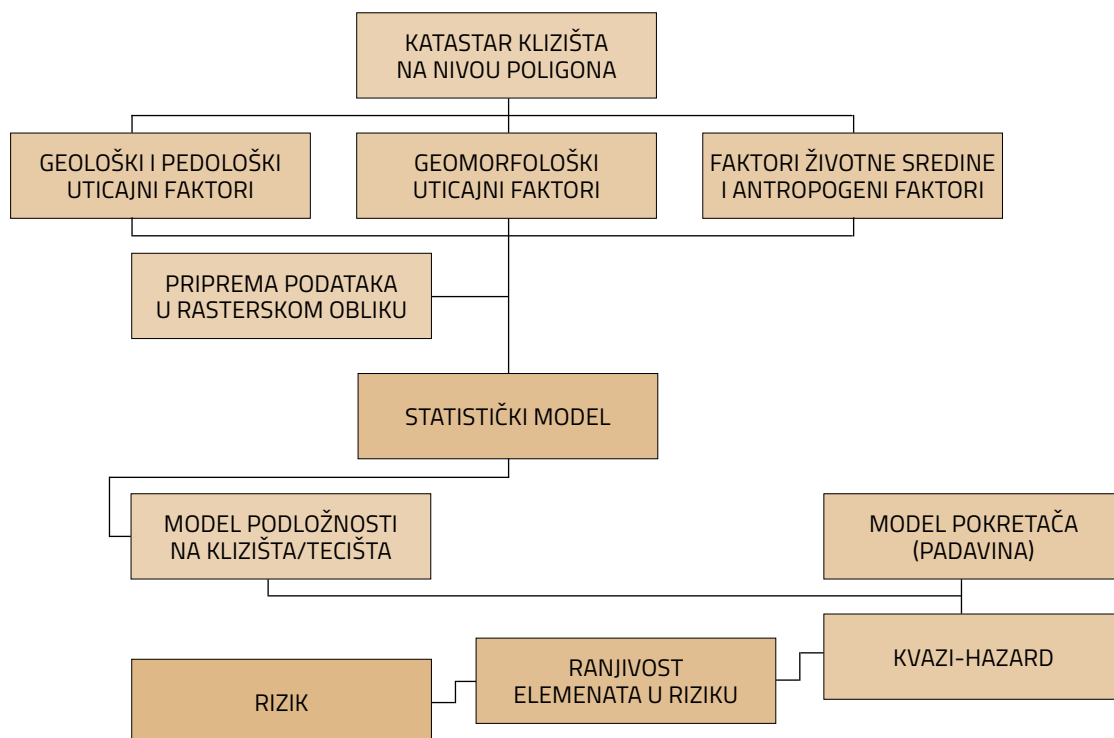 KATASTAR KLIZIŠTA
NA NIVOU POLIGONA
GEOLOŠKI I PEDOLOŠKI
UTICAJNI FAKTORI
GEOMORFOLOŠKI
UTICAJNI FAKTORI
FAKTORI ŽIVOTNE SREDINE
I ANTROPOGENI FAKTORI
PRIPREMA PODATAKA
U RASTERSKOM OBLIKU
STATISTIČKI MODEL
MODEL PODLOŽNOSTI
NA KLIZIŠTA/TECIŠTA
MODEL POKRETAČA
(PADAVINA)
KVAZI-HAZARD
RANJIVOST
ELEMENATA U RIZIKU
RIZIK